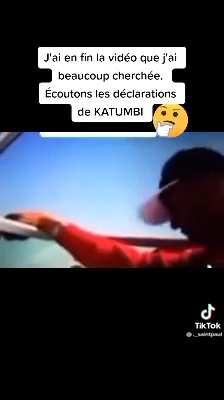 J'ai en fin la vidéo que j'ai
beaucoup cherchée.
Écoutons les déclarations
de KATUMBI
TikTok
@._saintpaul